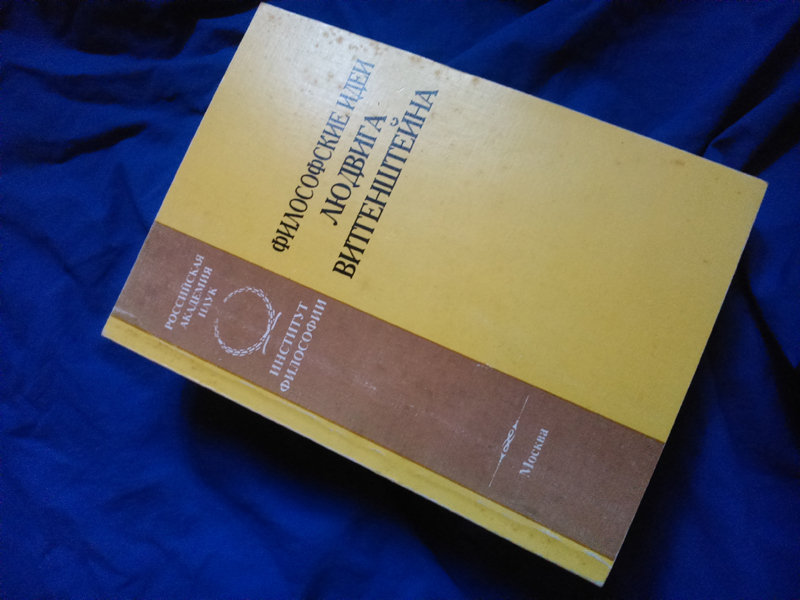 РОССИЙСКАЯ
АКАДЕМИЯ
НАУК
ИНСТИТУТ
ФИЛОСОФИИ
ФИЛОСОФСКИЕ ИДЕИ
ЛЮДВИГА
ВИТГЕНШТЕЙНА
Москва